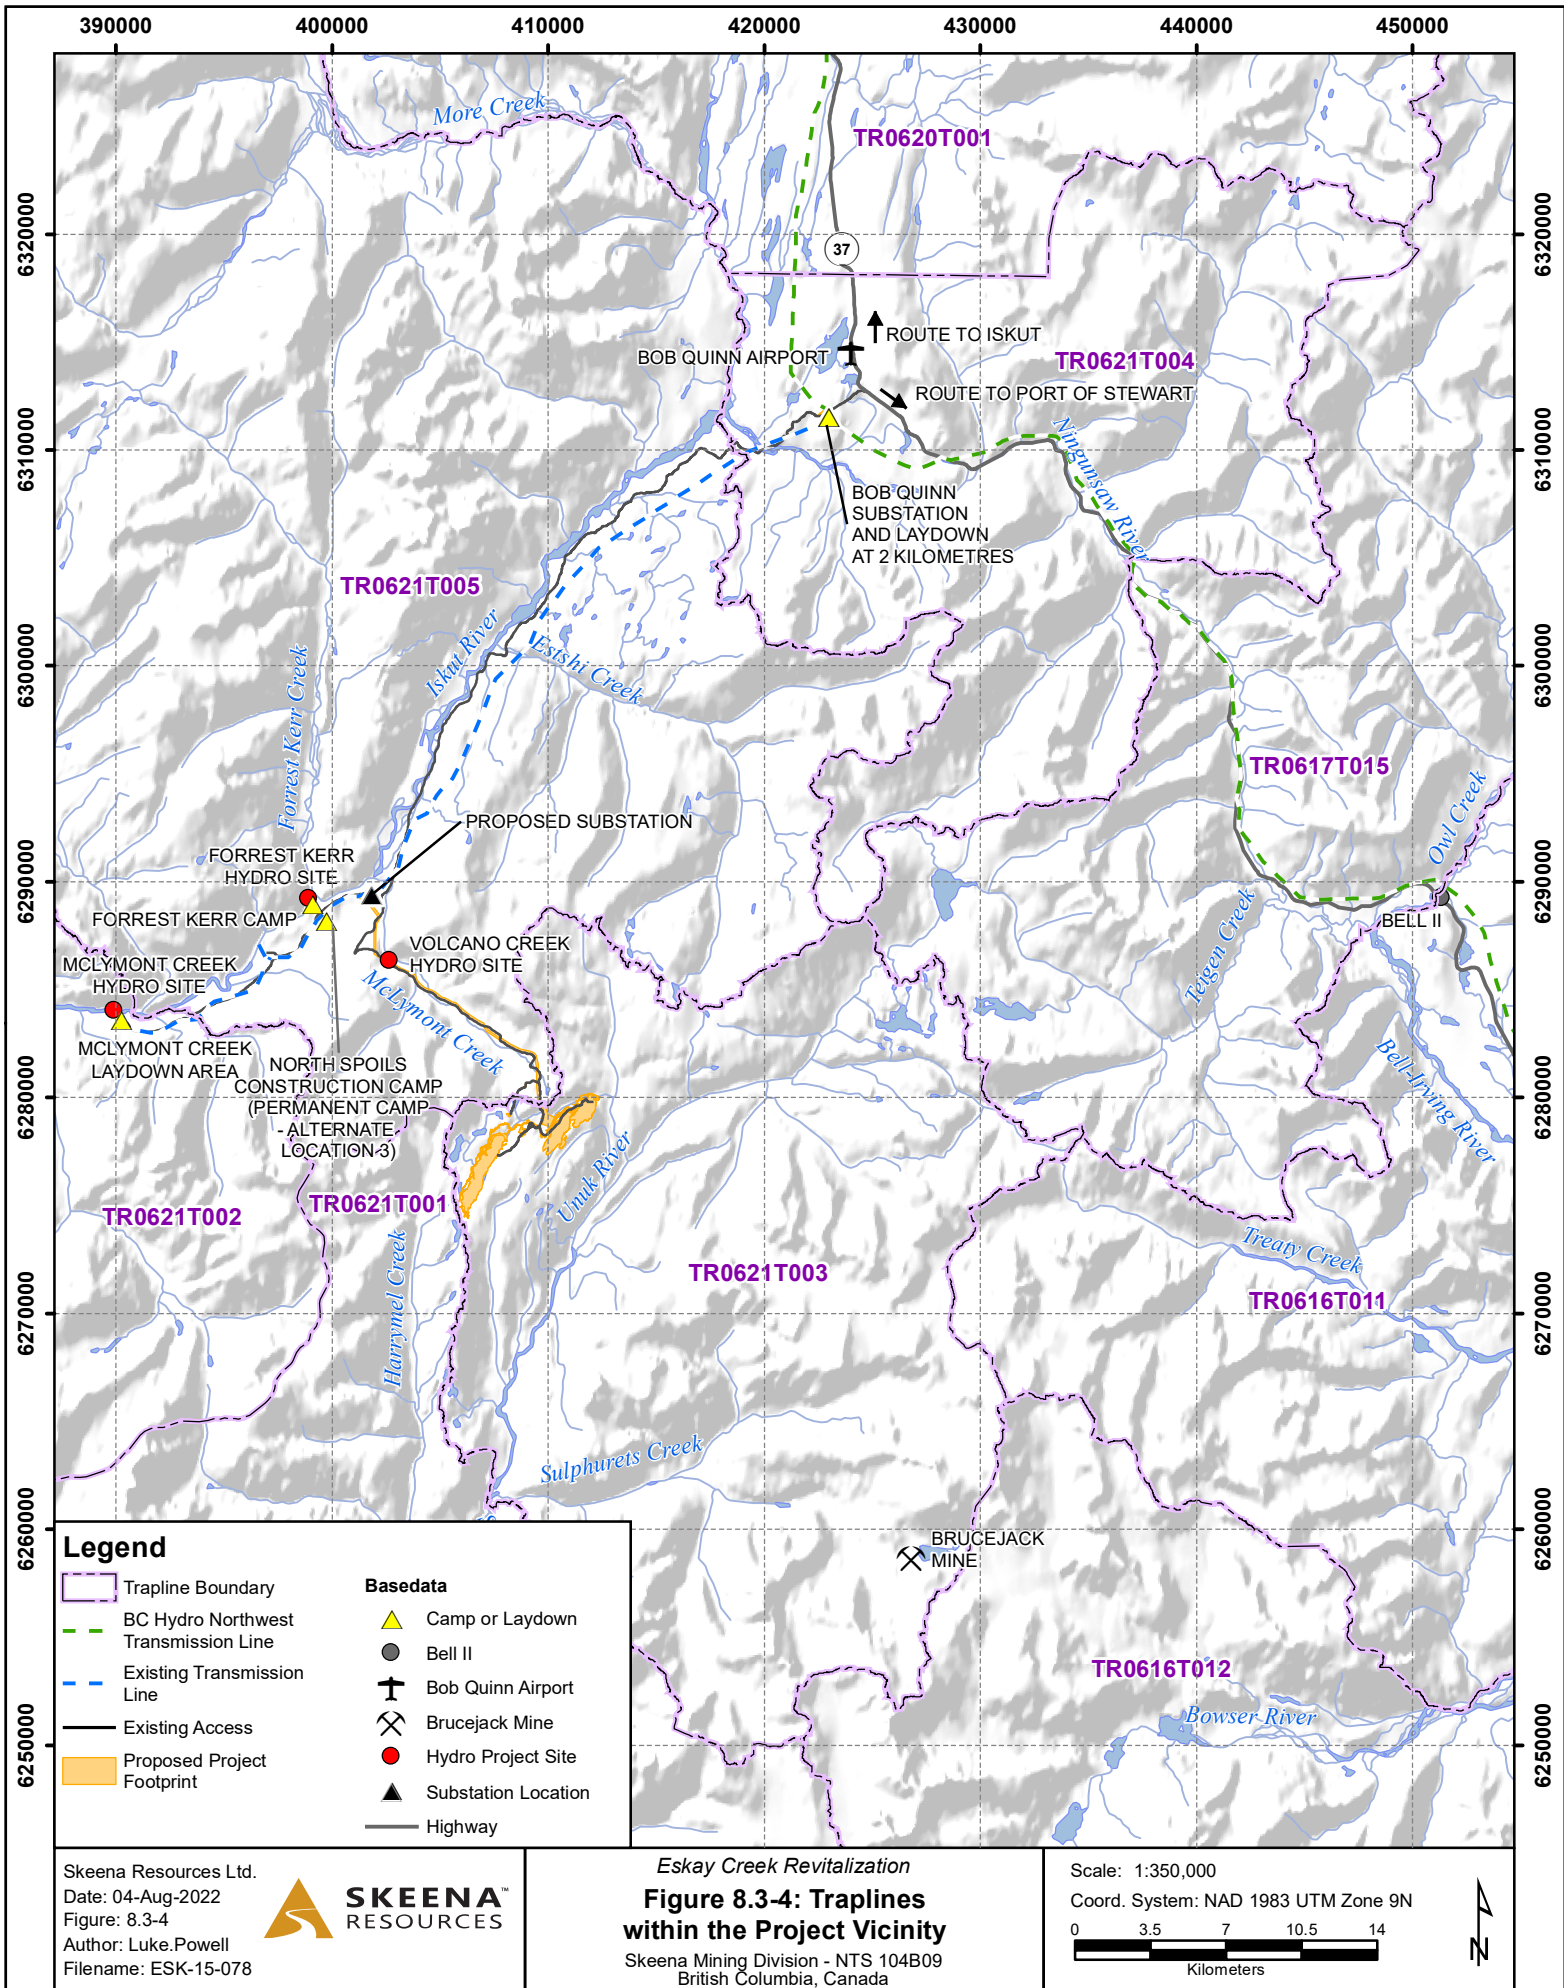 390000 400000 410000 420000 430000 440000 450000
More Creek
TR0620T001
6320000
6320000
37
ROUTE TO ISKUT
BOB QUINN AIRPORT
TR0621T004
ROUTE TO PORT OF STEWART
Ningunsaw River
6310000
6310000
BOB QUINN
SUBSTATION
AND LAYDOWN
AT 2 KILOMETRES
TR0621T005
Iskut River
Estshi Creek
Forrest Kerr Creek
6300000
6300000
TR0617T015
Owl Creek
PROPOSED SUBSTATION
FORREST KERR
HYDRO SITE
6290000
6290000
FORREST KERR CAMP
BELL II
VOLCANO CREEK
HYDRO SITE
Teigen Creek
MCLYMONT CREEK
HYDRO SITE
McLymont Creek
MCLYMONT CREEK
LAYDOWN AREA
NORTH SPOILS
CONSTRUCTION CAMP
(PERMANENT CAMP
- ALTERNATE
LOCATION 3)
Bell-Irving River
6280000
6280000
Unuk River
TR0621T001
TR0621T002
Harrymel Creek
Treaty Creek
TR0621T003
TR0616T011
6270000
6270000
Sulphurets Creek
6260000
6260000
BRUCEJACK
MINE
TR0616T012
Bowser River
6250000
6250000
Legend
Trapline Boundary
BC Hydro Northwest
Transmission Line
Existing Transmission
Line
Existing Access
Proposed Project
Footprint
Basedata
Camp or Laydown
Bell II
Bob Quinn Airport
Brucejack Mine
Hydro Project Site
Substation Location
Highway
Skeena Resources Ltd.
Date: 04-Aug-2022
Figure: 8.3-4
Author: Luke.Powell
Filename: ESK-15-078
SKEENA™
RESOURCES
Eskay Creek Revitalization
Figure 8.3-4: Traplines
within the Project Vicinity
Skeena Mining Division - NTS 104B09
British Columbia, Canada
Scale: 1:350,000
Coord. System: NAD 1983 UTM Zone 9N
0 3.5 7 10.5 14
Kilometers
N